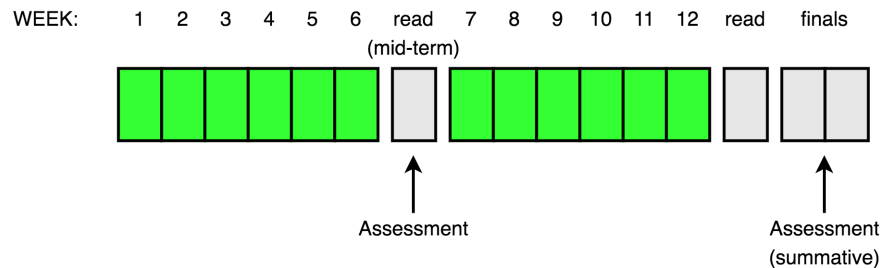 WEEK: 1 2 3 4 5 6 read 7 8 9 10 11 12 read finals
(mid-term)
Assessment Assessment
(summative)